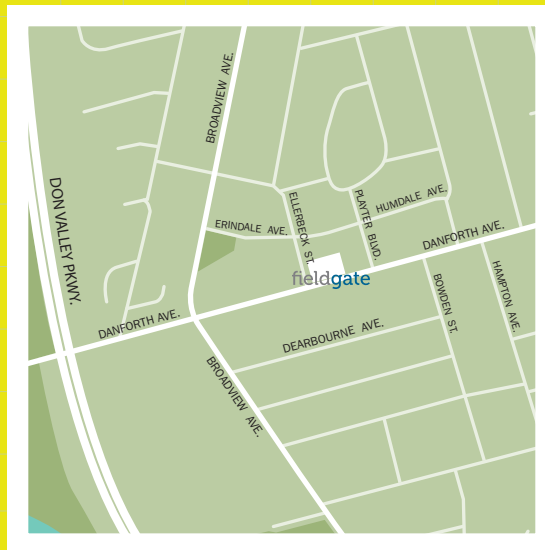 BROADVIEW AVE.
DON VALLEY PKWY.
ELLERBECK ST.
PLAYTER BLVD.
HUMDALE AVE.
ERINDALE AVE.
DANFORTH AVE.
fieldgate
HAMPTON AVE.
BOWDEN ST.
DANFORTH AVE.
DEARBOURNE AVE.
BROADVIEW AVE.